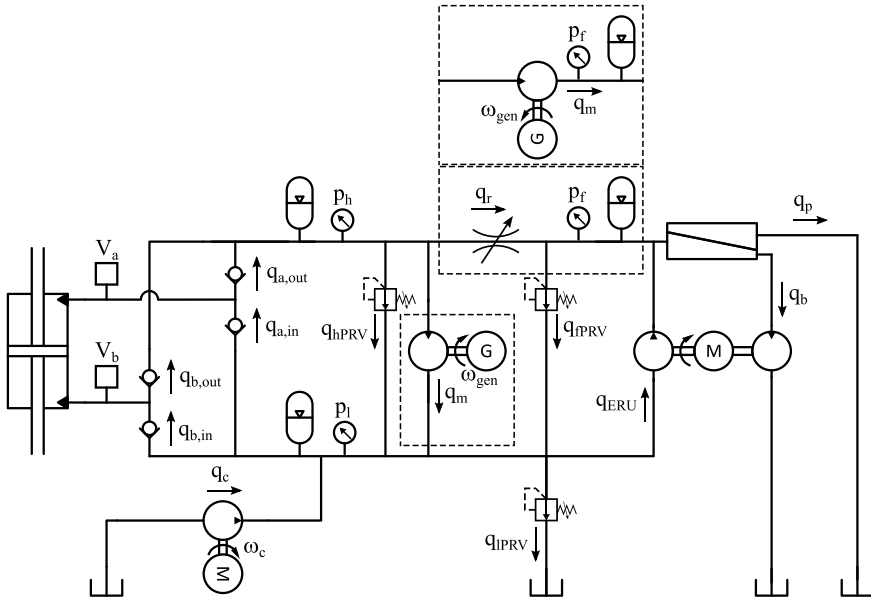 p_f
q_m
ω_gen
G
q_r
p_f
p_h
q_p
V_a
q_a,out
q_a,in
q_hPRV
q_fPRV
q_b
G
M
ω_gen
V_b
q_b,out
q_m
q_ERU
q_b,in
p_l
q_c
ω_c
M
q_lPRV